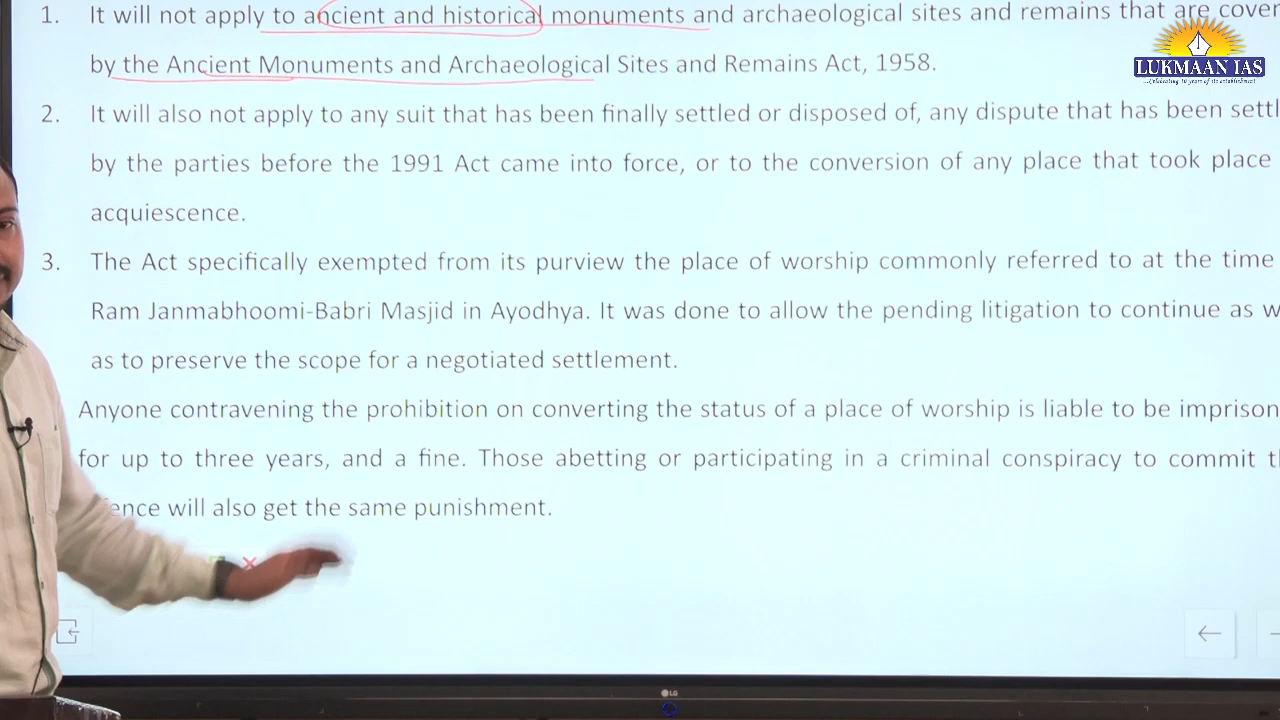 1. It will not apply to ancient and historical monuments and archaeological sites and remains that are cover
by the Ancient Monuments and Archaeological Sites and Remains Act, 1958.
2. It will also not apply to any suit that has been finally settled or disposed of, any dispute that has been settl
by the parties before the 1991 Act came into force, or to the conversion of any place that took place
acquiescence.
3. The Act specifically exempted from its purview the place of worship commonly referred to at the time
Ram Janmabhoomi-Babri Masjid in Ayodhya. It was done to allow the pending litigation to continue as w
as to preserve the scope for a negotiated settlement.
Anyone contravening the prohibition on converting the status of a place of worship is liable to be imprison
for up to three years, and a fine. Those abetting or participating in a criminal conspiracy to commit th
ence will also get the same punishment.
LUKMAAN IAS
...Celebrating 10 years of its establishment
LG